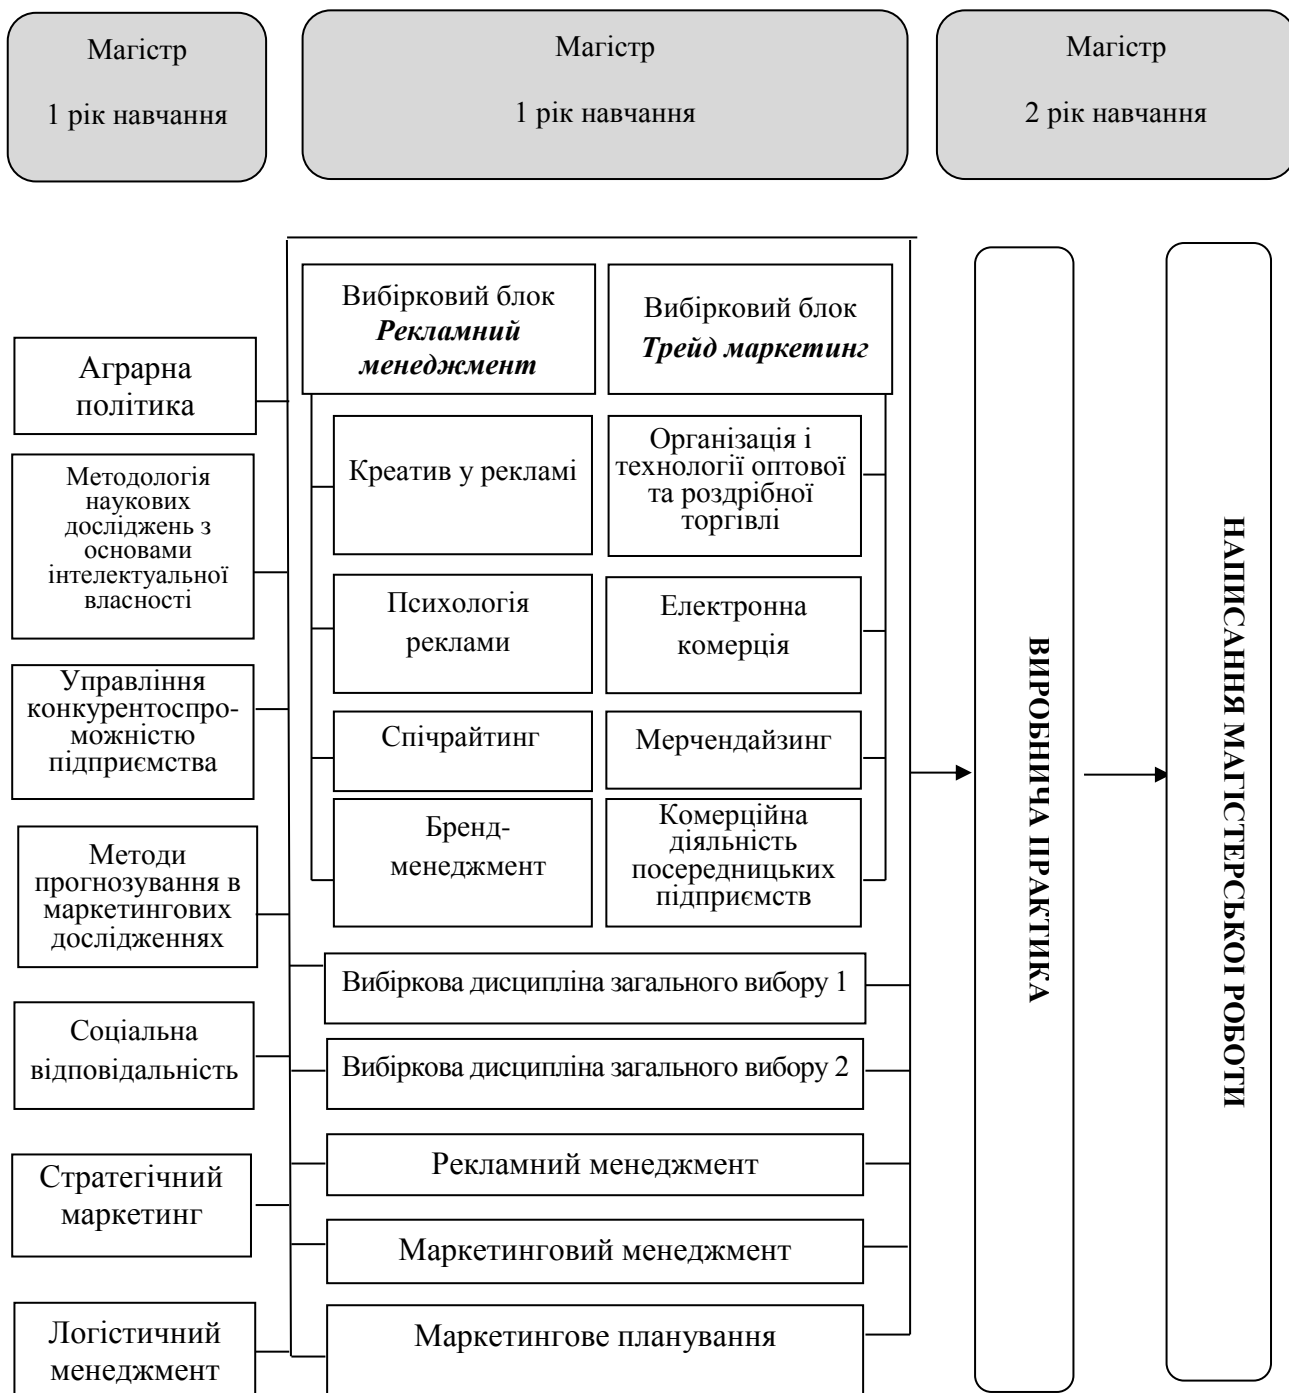 Магістр
1 рік навчання
Магістр
1 рік навчання
Магістр
2 рік навчання
Аграрна
політика
Методологія
наукових
досліджень з
основами
інтелектуальної
власності
Управління
конкурентоспро-
можністю
підприємства
Методи
прогнозування в
маркетингових
дослідженнях
Соціальна
відповідальність
Стратегічний
маркетинг
Логістичний
менеджмент
Вибірковий блок
Рекламний
менеджмент
Креатив у рекламі
Психологія
реклами
Спічрайтинг
Бренд-
менеджмент
Вибірковий блок
Трейд маркетинг
Організація і
технології оптової
та роздрібної
торгівлі
Електронна
комерція
Мерчендайзинг
Комерційна
діяльність
посередницьких
підприємств
Вибіркова дисципліна загального вибору 1
Вибіркова дисципліна загального вибору 2
Рекламний менеджмент
Маркетинговий менеджмент
Маркетингове планування
ВИРОБНИЧА ПРАКТИКА
НАПИСАННЯ МАГІСТЕРСЬКОЇ РОБОТИ